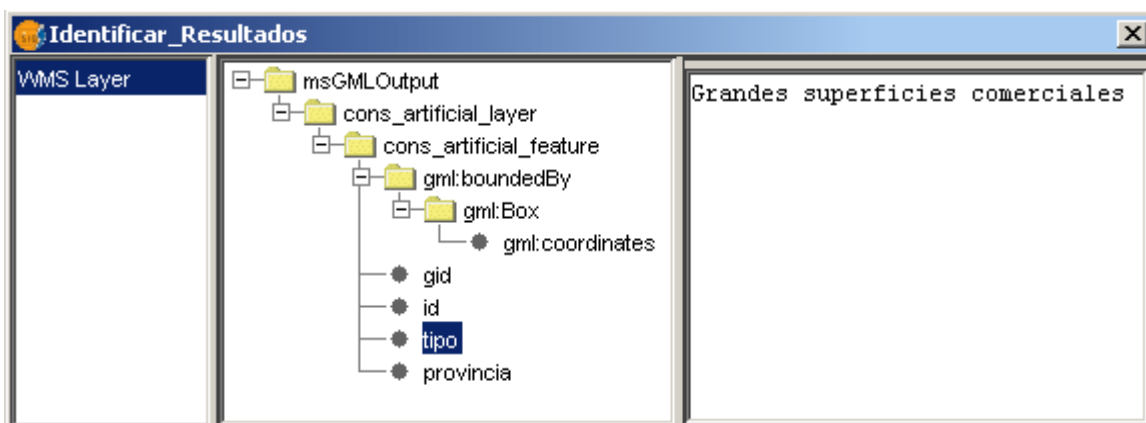 Identificar_Resultados
WMS Layer
msGMLOutput
cons_artificial_layer
cons_artificial_feature
gml:boundedBy
gml:Box
gml:coordinates
gid
id
tipo
provincia
Grandes superficies comerciales